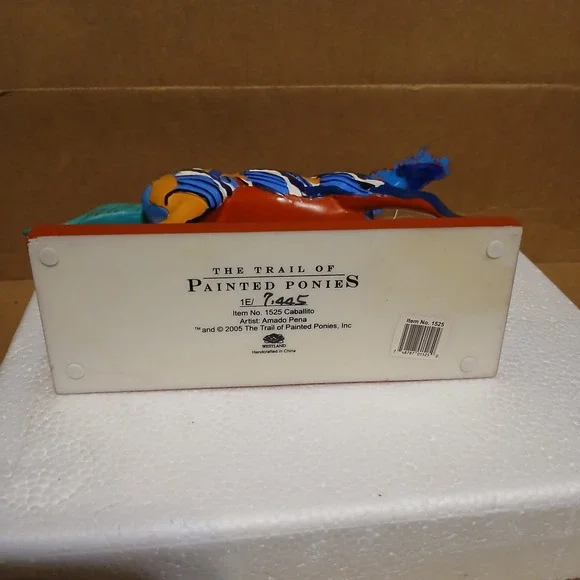 THE TRAIL OF
PAINTED PONIES
1E/ 7,445
Item No. 1525 Caballito
Artist: Amado Pena
™ and © 2005 The Trail of Painted Ponies, Inc
WESTLAND
Handcrafted in China
Item No. 1525